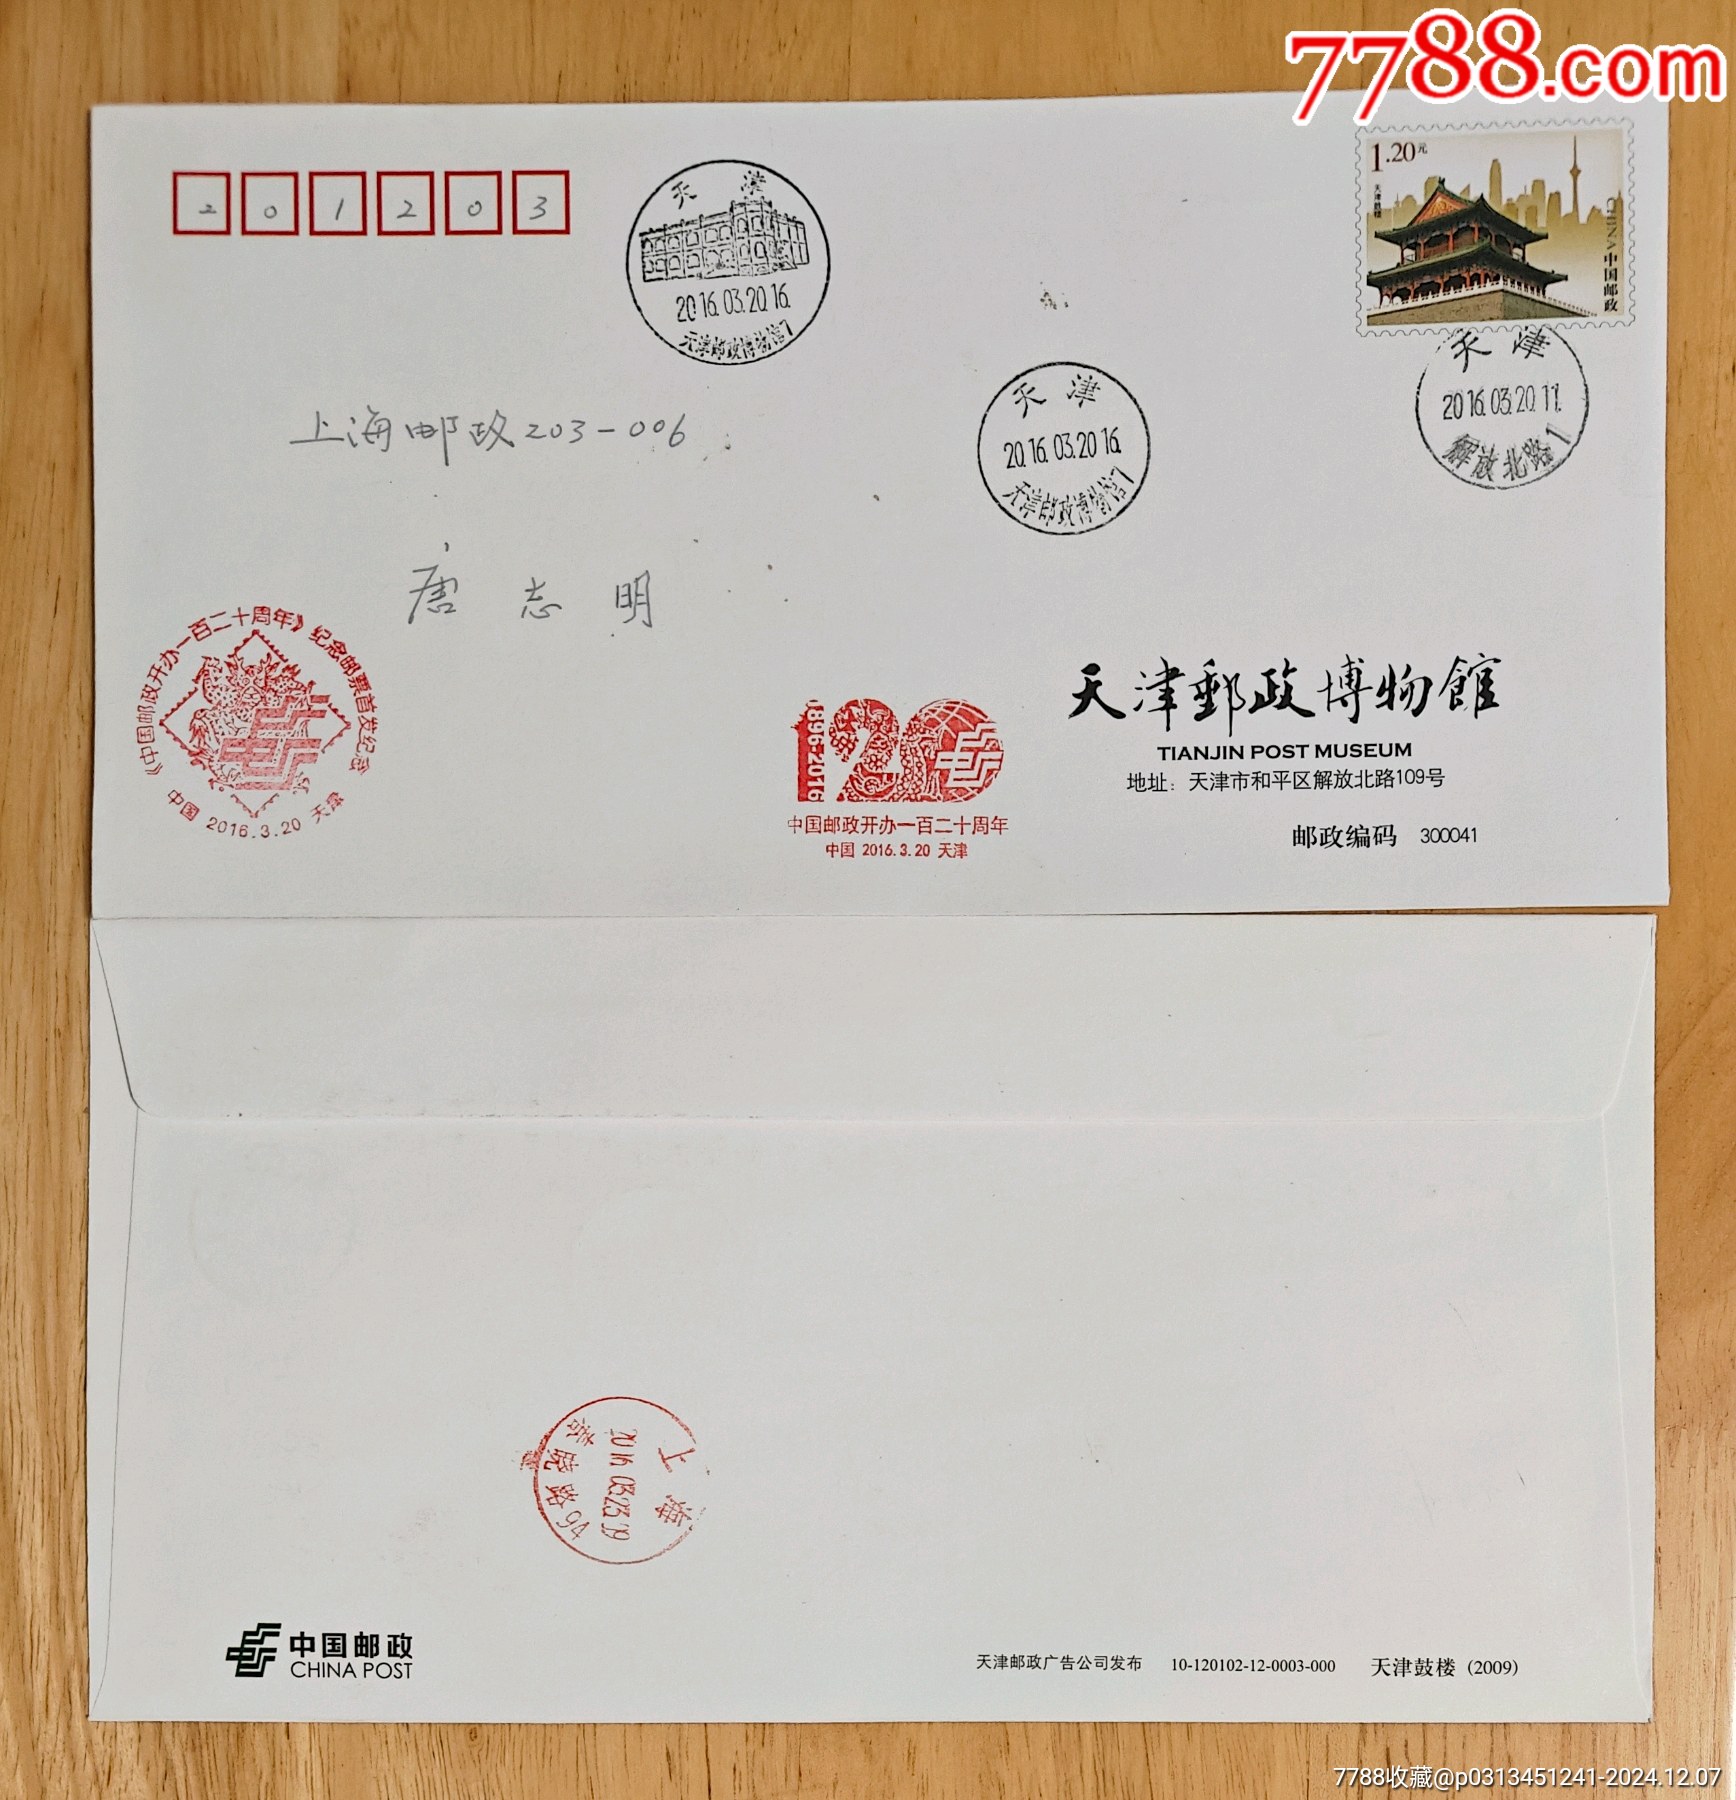 7788.com
201203
天津
2016.03.20.16.
天津邮政博物馆7
1.20元
天津鼓楼
CHINA 中国邮政
天津
2016.03.20.11.
解放北路1
天津
2016.03.20.16.
天津邮政博物馆7
上海邮政203-006
唐志明
《中国邮政开办一百二十周年》纪念邮票首发纪念
中国 2016.3.20 天津
1896-2016
120
中国邮政开办一百二十周年
中国 2016.3.20 天津
天津郵政博物館
TIANJIN POST MUSEUM
地址：天津市和平区解放北路109号
邮政编码 300041
上海
2016.03.23.19
路94
中国邮政
CHINA POST
天津邮政广告公司发布 10-120102-12-0003-000 天津鼓楼（2009）
7788收藏@p0313451241-2024.12.07